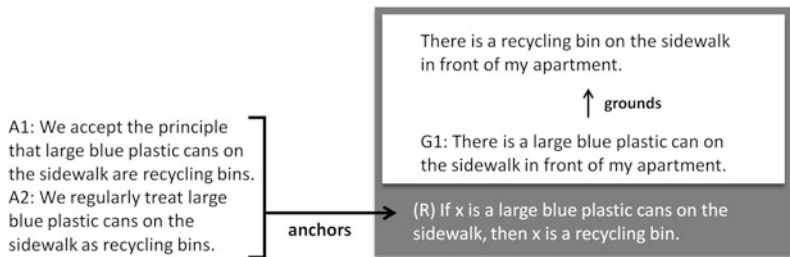 A1: We accept the principle
that large blue plastic cans on
the sidewalk are recycling bins.
A2: We regularly treat large
blue plastic cans on the
sidewalk as recycling bins.
anchors
There is a recycling bin on the sidewalk
in front of my apartment.
grounds
G1: There is a large blue plastic can on
the sidewalk in front of my apartment.
(R) If x is a large blue plastic cans on the
sidewalk, then x is a recycling bin.